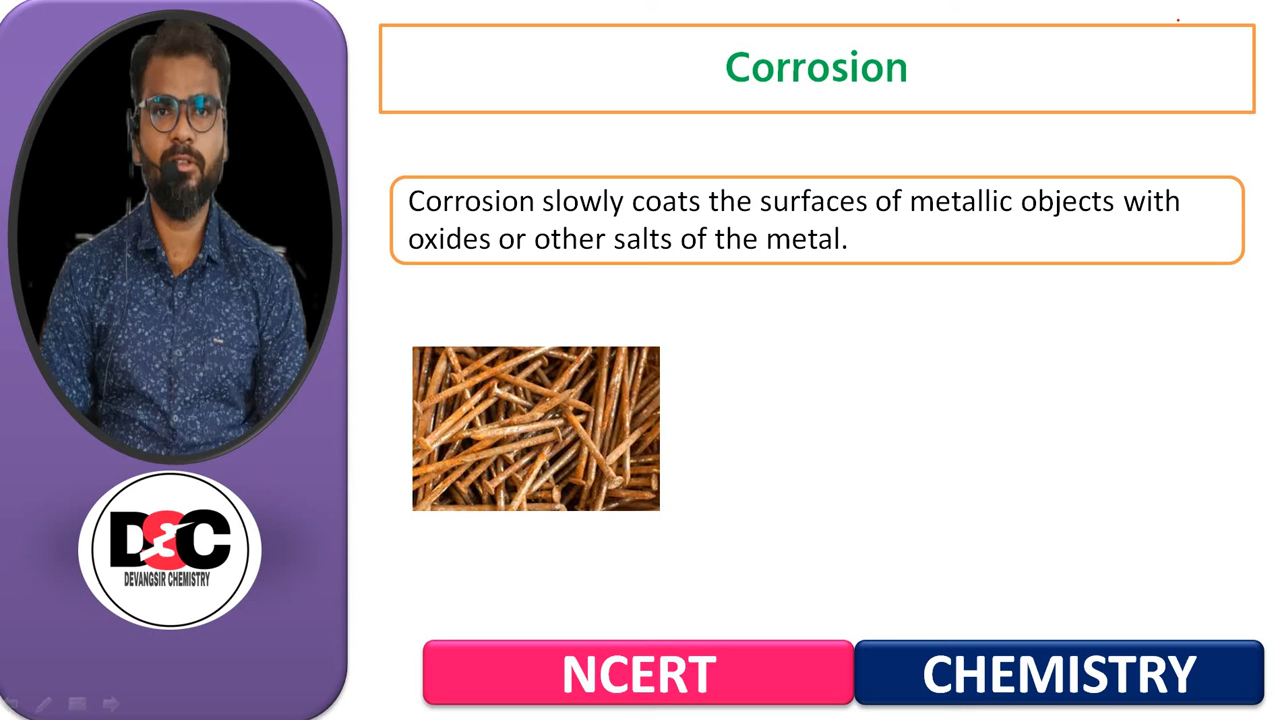 Corrosion
Corrosion slowly coats the surfaces of metallic objects with
oxides or other salts of the metal.
DSC
DEVANGSIR CHEMISTRY
NCERT
CHEMISTRY